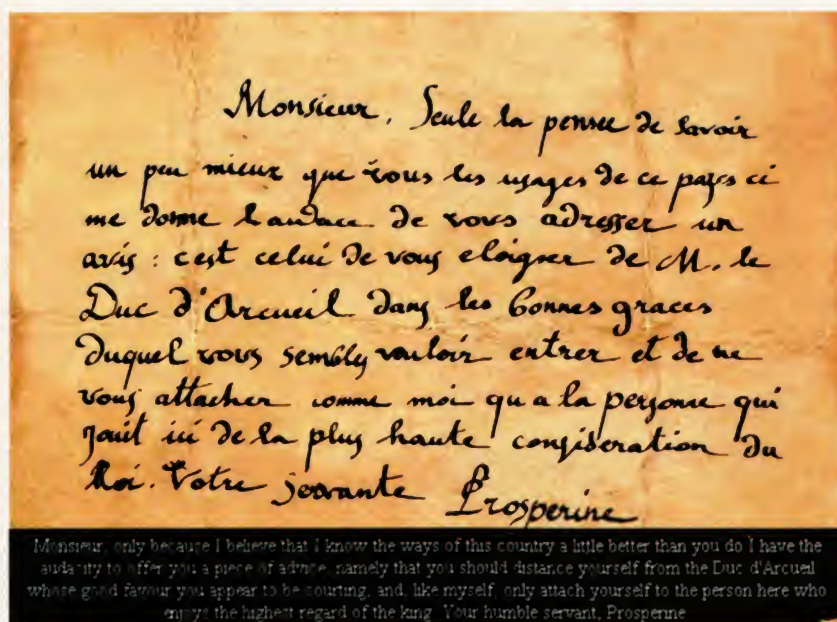 Monsieur, Seule la pensee de savoir
un peu mieux que vous les usages de ce pays ci
me donne l'audace de vous adresser un
avis : c'est celui de vous eloigner de M. le
Duc d'Arcueil dans les bonnes graces
duquel vous semblez vouloir entrer et de ne
vous attacher comme moi qu a la personne qui
jouit ici de la plus haute consideration du
Roi. Votre servante Prosperine
Monsieur, only because I believe that I know the ways of this country a little better than you do I have the
audacity to offer you a piece of advice, namely that you should distance yourself from the Duc d'Arcueil
whose good favour you appear to be courting, and, like myself, only attach yourself to the person here who
enjoys the highest regard of the king. Your humble servant, Prosperine